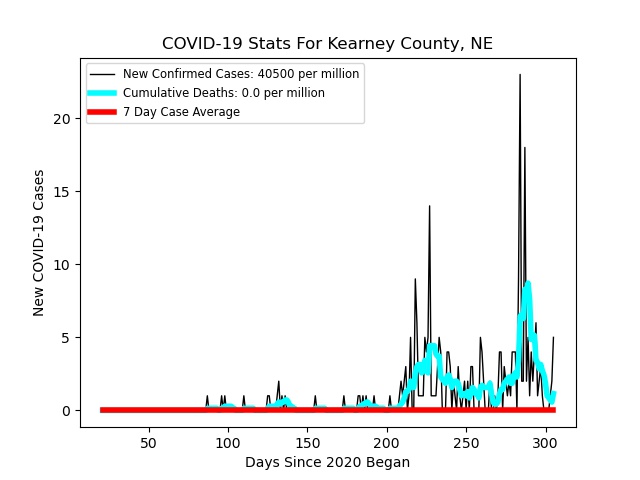 COVID-19 Stats For Kearney County, NE
New Confirmed Cases: 40500 per million
Cumulative Deaths: 0.0 per million
7 Day Case Average
New COVID-19 Cases
20
15
10
5
0
50 100 150 200 250 300
Days Since 2020 Began